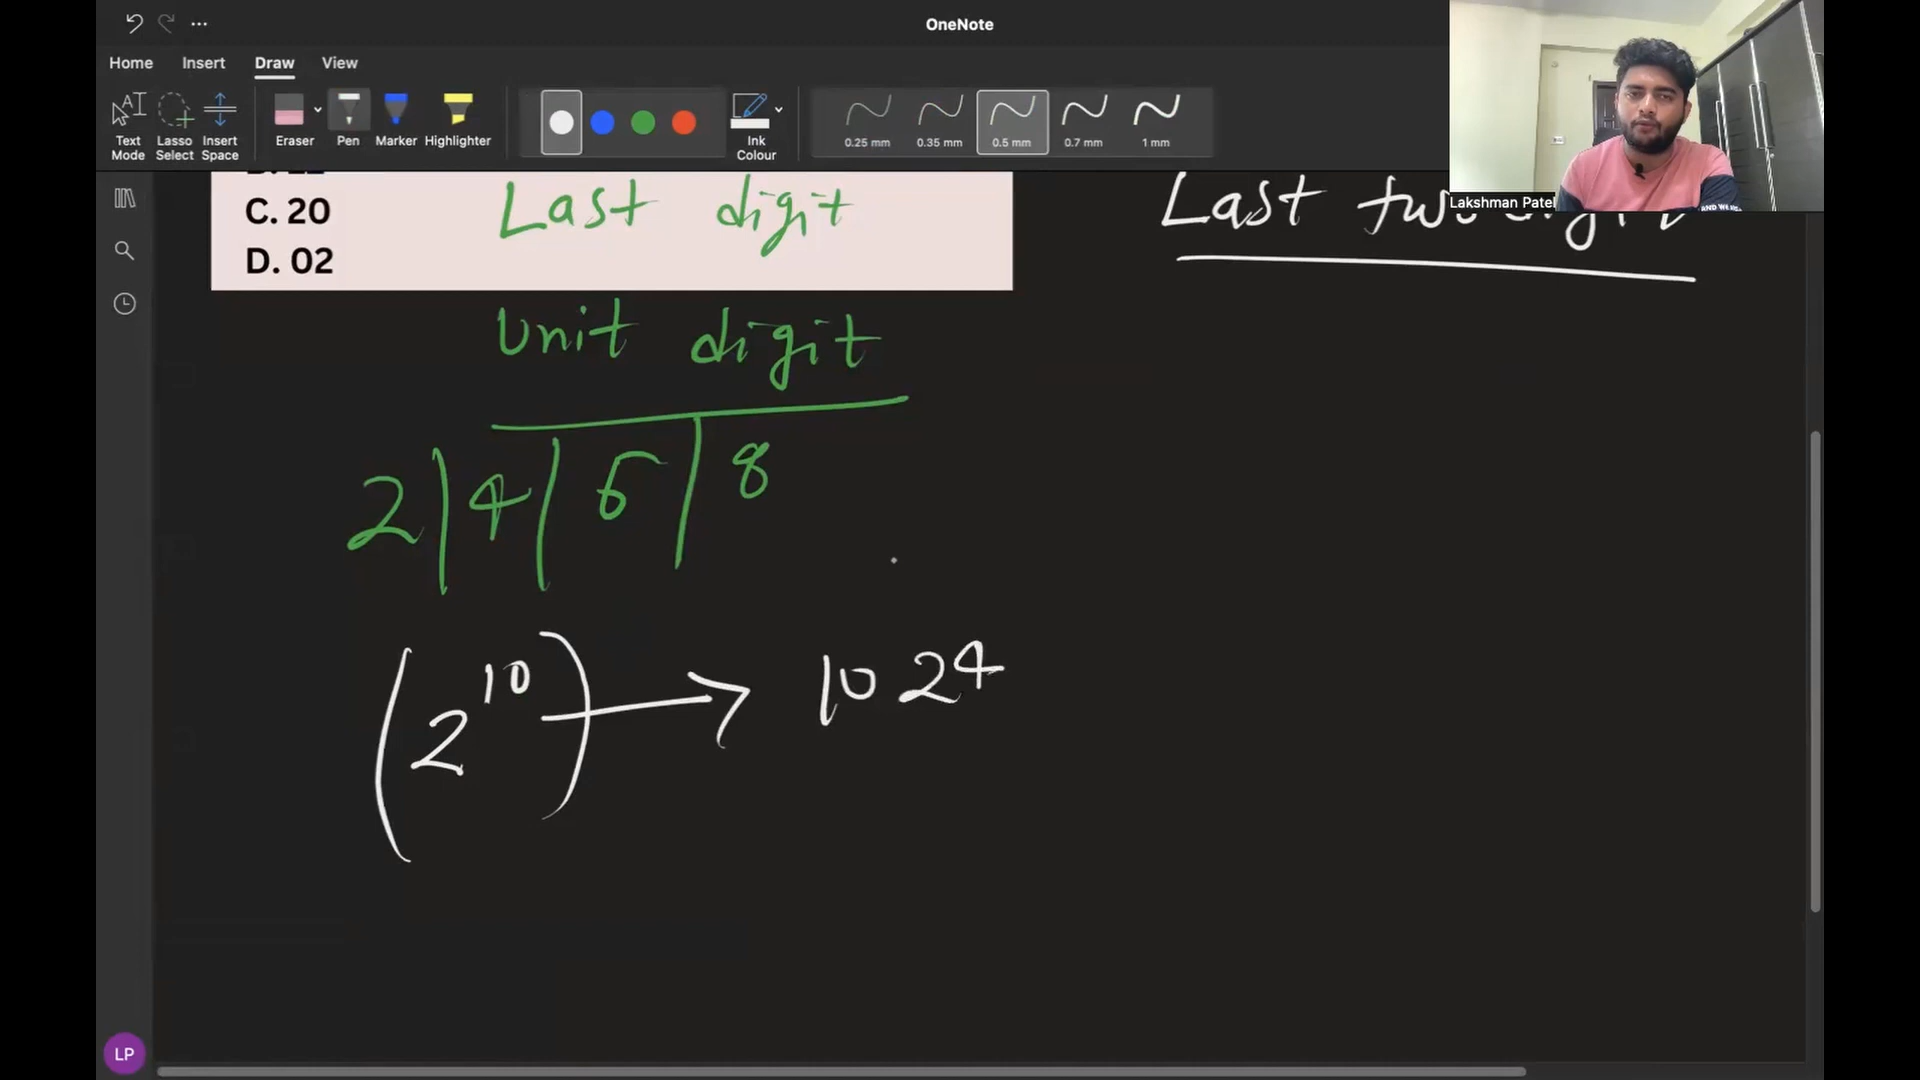 OneNote
Home Insert Draw View
Text Mode
Lasso Select
Insert Space
Eraser
Pen
Marker
Highlighter
Ink Colour
0.25 mm
0.35 mm
0.5 mm
0.7 mm
1 mm
Lakshman Patel
C. 20
D. 02
Last digit
Last two digit
Unit digit
2 | 4 | 6 | 8
(2^10) → 1024
LP